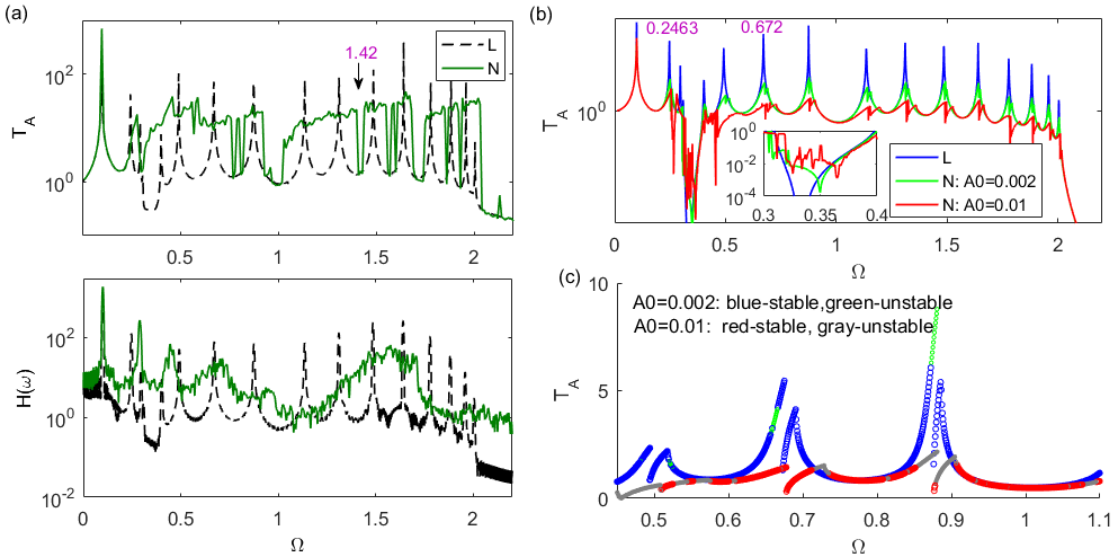 (a)
L
N
1.42
T_A
10^2
10^0
0.5 1 1.5 2
H(ω)
10^2
10^0
10^-2
0 0.5 1 1.5 2
Ω
(b)
0.2463 0.672
T_A
10^0
10^0
10^-2
10^-4
0.3 0.35 0.4
L
N: A0=0.002
N: A0=0.01
0 0.5 1 1.5 2
Ω
(c)
A0=0.002: blue-stable,green-unstable
A0=0.01: red-stable, gray-unstable
T_A
10
5
0
0.5 0.6 0.7 0.8 0.9 1 1.1
Ω